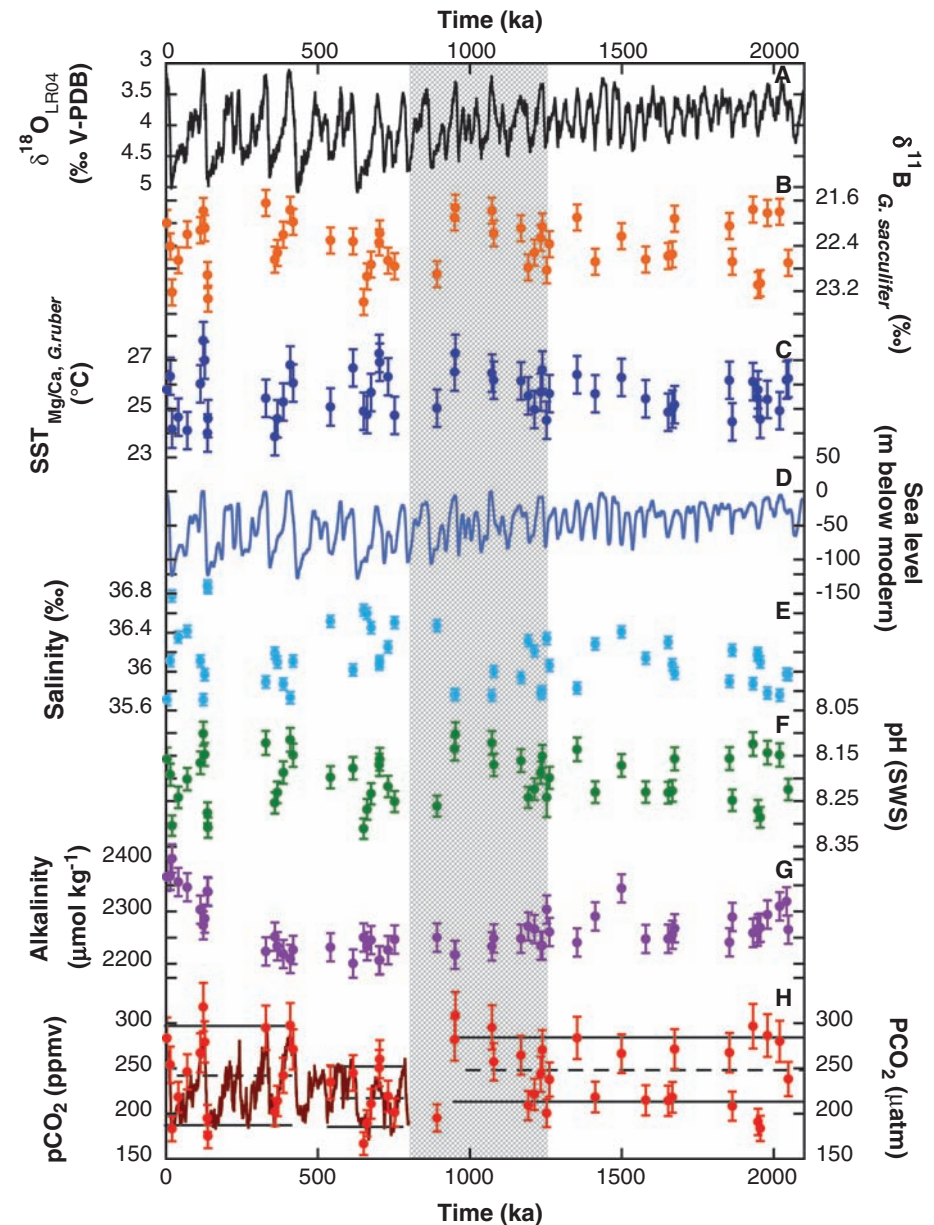 Time (ka)
0 500 1000 1500 2000
A
δ18OLR04
(‰ V-PDB)
3
3.5
4
4.5
5
B
δ11B
G. sacculifer (‰)
21.6
22.4
23.2
C
SST Mg/Ca, G.ruber
(°C)
27
25
23
D
Sea level
(m below modern)
50
0
-50
-100
-150
E
Salinity (‰)
36.8
36.4
36
35.6
F
pH (SWS)
8.05
8.15
8.25
8.35
G
Alkalinity
(μmol kg-1)
2400
2300
2200
H
pCO2 (ppmv)
300
250
200
150
PCO2 (μatm)
300
250
200
150
0 500 1000 1500 2000
Time (ka)